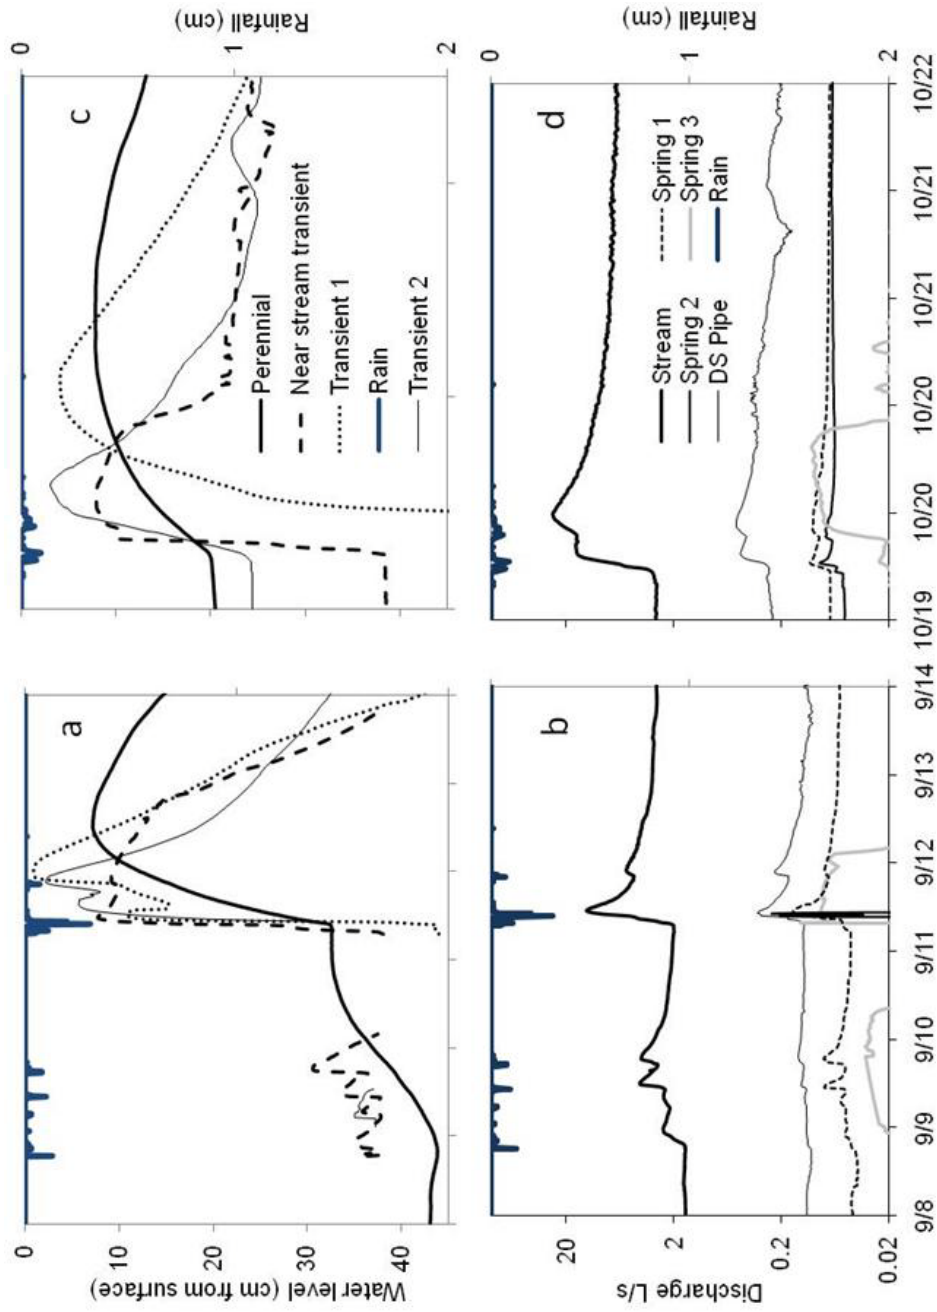 a
c
0
10
20
30
40
Water level (cm from surface)
0
1
2
Rainfall (cm)
Perennial
Near stream transient
Transient 1
Rain
Transient 2
b
d
20
2
0.2
0.02
Discharge L/s
0
1
2
Rainfall (cm)
Stream
Spring 1
Spring 2
Spring 3
DS Pipe
Rain
9/8
9/9
9/10
9/11
9/12
9/13
9/14
10/19
10/20
10/20
10/21
10/21
10/22